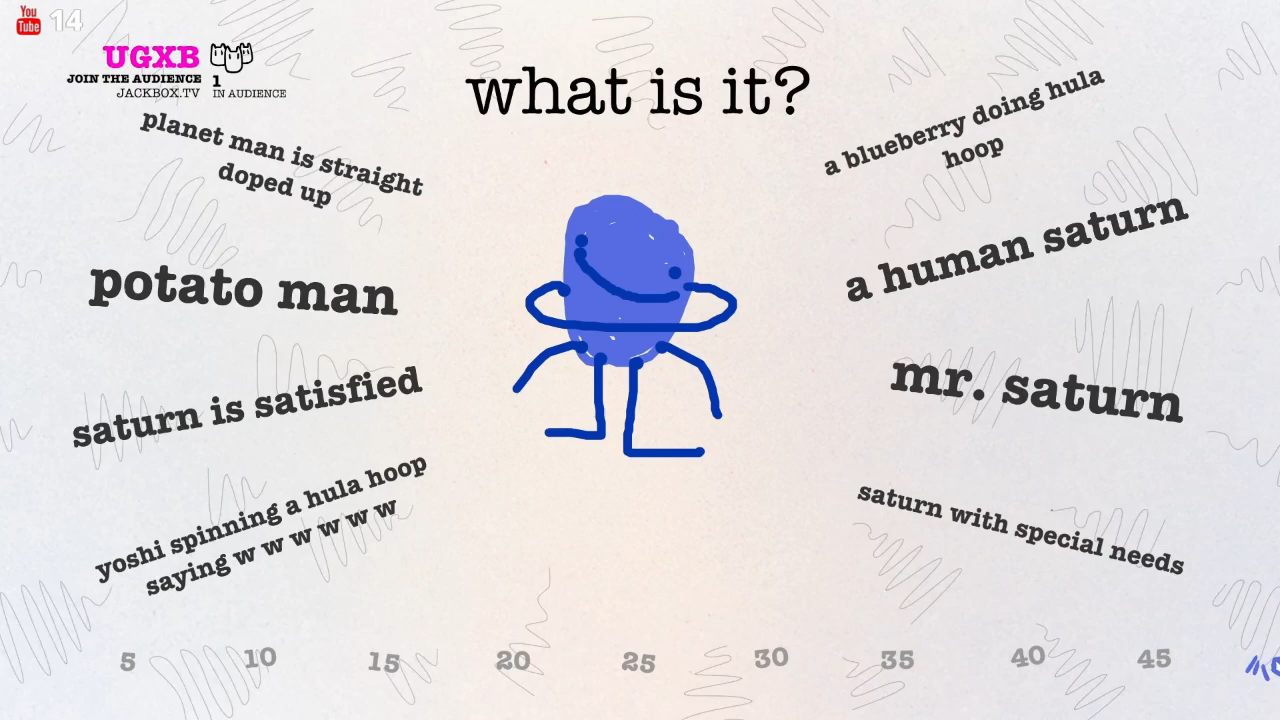 You
Tube 14
UGXB
JOIN THE AUDIENCE
JACKBOX.TV
1
IN AUDIENCE
what is it?
planet man is straight
doped up
potato man
saturn is satisfied
yoshi spinning a hula hoop
saying w w w w w w
a blueberry doing hula
hoop
a human saturn
mr. saturn
saturn with special needs
5 10 15 20 25 30 35 40 45